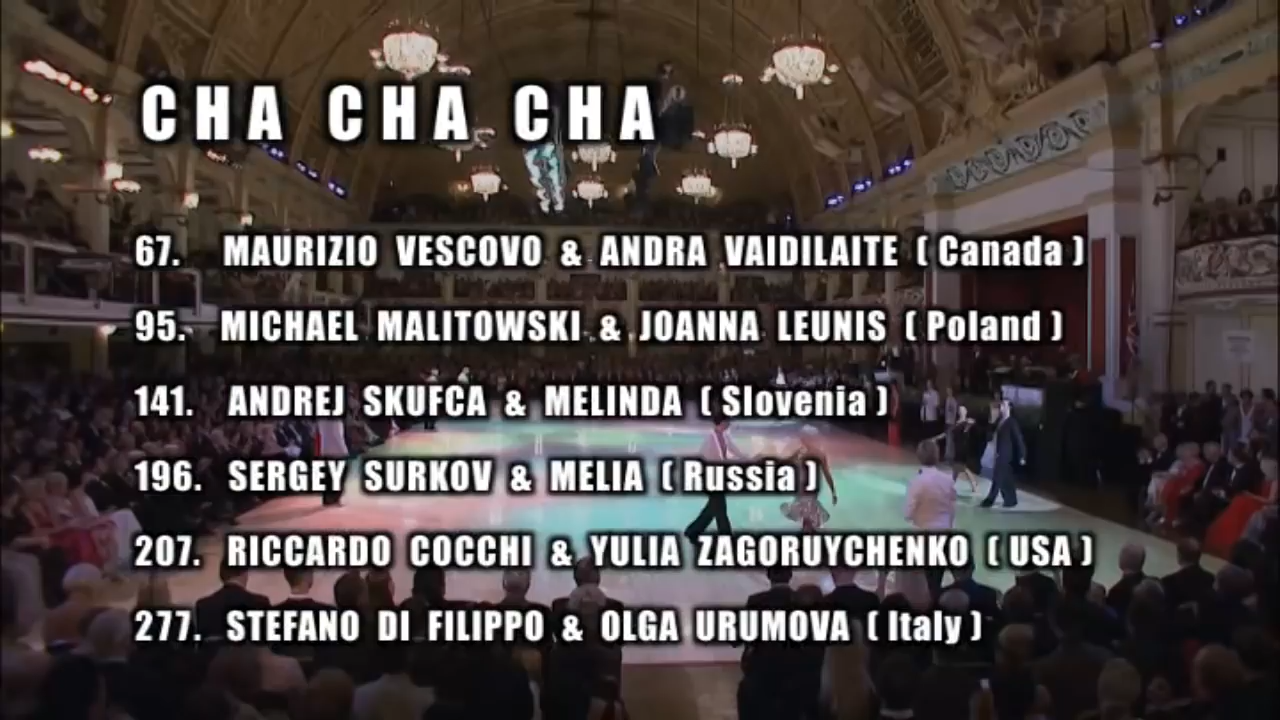 CHA CHA CHA
67. MAURIZIO VESCOVO & ANDRA VAIDILAITE ( Canada )
95. MICHAEL MALITOWSKI & JOANNA LEUNIS ( Poland )
141. ANDREJ SKUFCA & MELINDA ( Slovenia )
196. SERGEY SURKOV & MELIA ( Russia )
207. RICCARDO COCCHI & YULIA ZAGORUYCHENKO ( USA )
277. STEFANO DI FILIPPO & OLGA URUMOVA ( Italy )